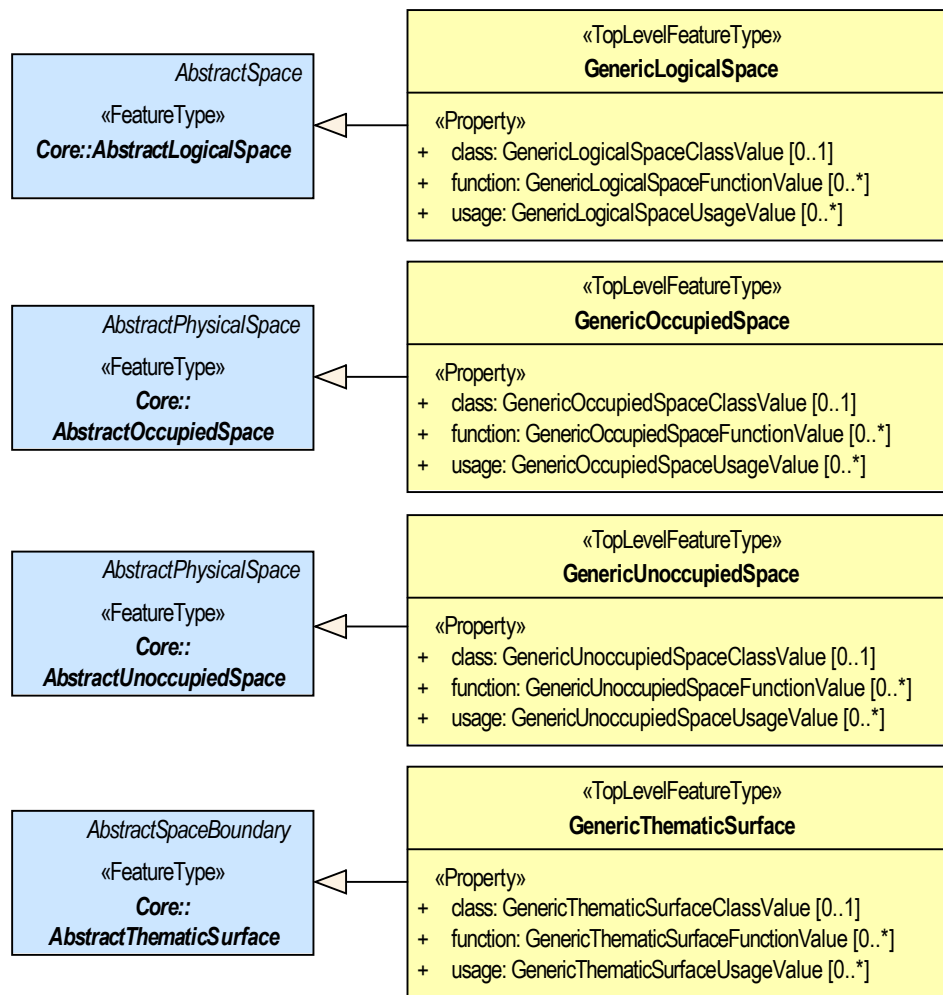 AbstractSpace
«FeatureType»
Core::AbstractLogicalSpace
«TopLevelFeatureType»
GenericLogicalSpace
«Property»
+ class: GenericLogicalSpaceClassValue [0..1]
+ function: GenericLogicalSpaceFunctionValue [0..*]
+ usage: GenericLogicalSpaceUsageValue [0..*]
AbstractPhysicalSpace
«FeatureType»
Core::
AbstractOccupiedSpace
«TopLevelFeatureType»
GenericOccupiedSpace
«Property»
+ class: GenericOccupiedSpaceClassValue [0..1]
+ function: GenericOccupiedSpaceFunctionValue [0..*]
+ usage: GenericOccupiedSpaceUsageValue [0..*]
AbstractPhysicalSpace
«FeatureType»
Core::
AbstractUnoccupiedSpace
«TopLevelFeatureType»
GenericUnoccupiedSpace
«Property»
+ class: GenericUnoccupiedSpaceClassValue [0..1]
+ function: GenericUnoccupiedSpaceFunctionValue [0..*]
+ usage: GenericUnoccupiedSpaceUsageValue [0..*]
AbstractSpaceBoundary
«FeatureType»
Core::
AbstractThematicSurface
«TopLevelFeatureType»
GenericThematicSurface
«Property»
+ class: GenericThematicSurfaceClassValue [0..1]
+ function: GenericThematicSurfaceFunctionValue [0..*]
+ usage: GenericThematicSurfaceUsageValue [0..*]